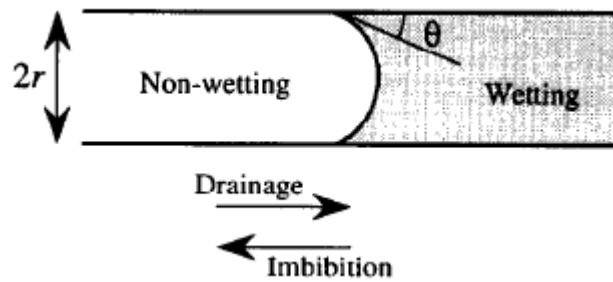 θ
2r
Non-wetting
Wetting
Drainage
Imbibition